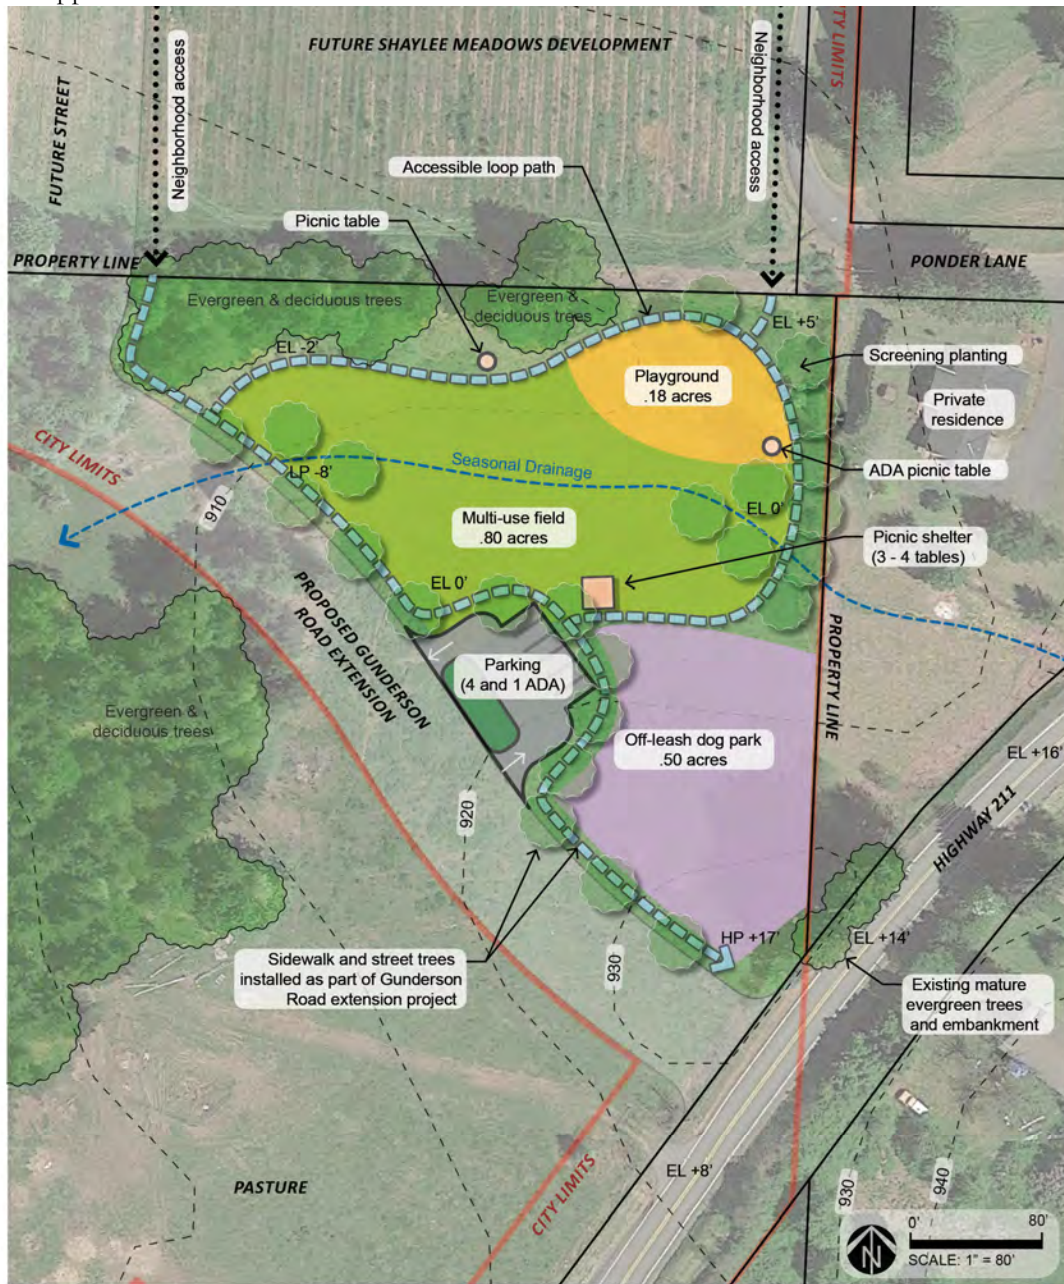 FUTURE SHAYLEE MEADOWS DEVELOPMENT
Neighborhood access
Neighborhood access
CITY LIMITS
FUTURE STREET
Accessible loop path
Picnic table
PROPERTY LINE
PONDER LANE
Evergreen & deciduous trees
Evergreen &
deciduous trees
EL +5'
EL -2'
Screening planting
Playground
.18 acres
Private
residence
CITY LIMITS
Seasonal Drainage
ADA picnic table
LP -8'
910
EL 0'
Multi-use field
.80 acres
Picnic shelter
(3 - 4 tables)
EL 0'
PROPOSED GUNDERSON
ROAD EXTENSION
Parking
(4 and 1 ADA)
PROPERTY LINE
Evergreen &
deciduous trees
Off-leash dog park
.50 acres
EL +16'
HIGHWAY 211
920
HP +17'
EL +14'
Sidewalk and street trees
installed as part of Gunderson
Road extension project
930
Existing mature
evergreen trees
and embankment
EL +8'
CITY LIMITS
PASTURE
930
940
N
0'
80'
SCALE: 1" = 80'